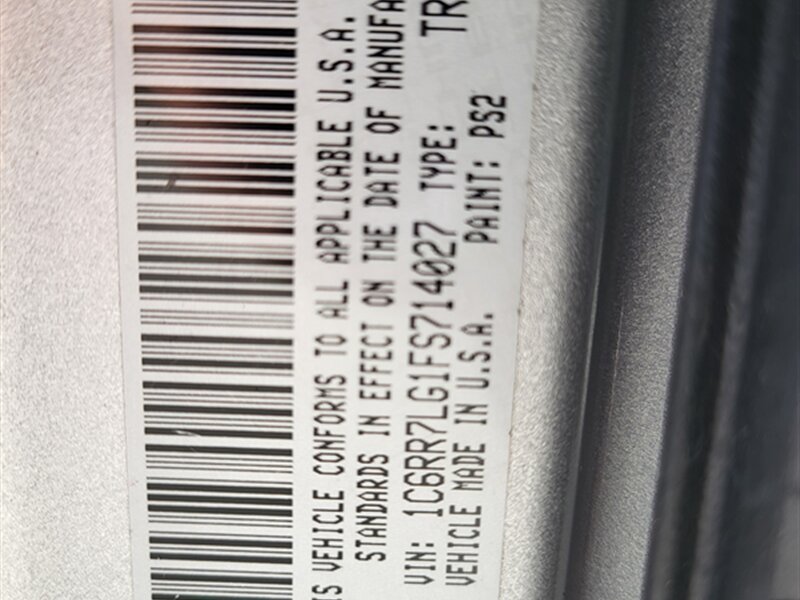 IS VEHICLE CONFORMS TO ALL APPLICABLE U.S.A.
STANDARDS IN EFFECT ON THE DATE OF MANUFA
VIN: 1C6RR7LG1FS714027 TYPE: TR
VEHICLE MADE IN U.S.A. PAINT: PS2